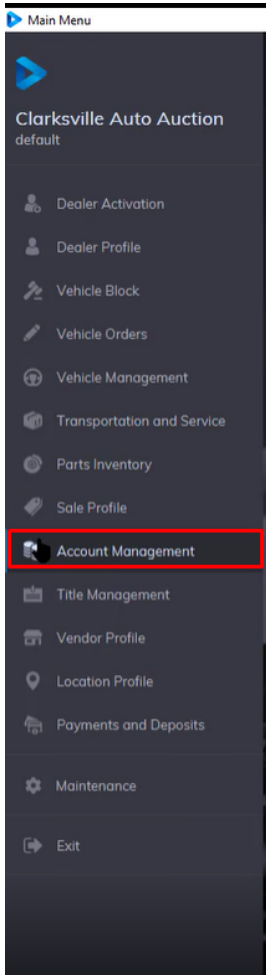 Main Menu
Clarksville Auto Auction
default
Dealer Activation
Dealer Profile
Vehicle Block
Vehicle Orders
Vehicle Management
Transportation and Service
Parts Inventory
Sale Profile
Account Management
Title Management
Vendor Profile
Location Profile
Payments and Deposits
Maintenance
Exit